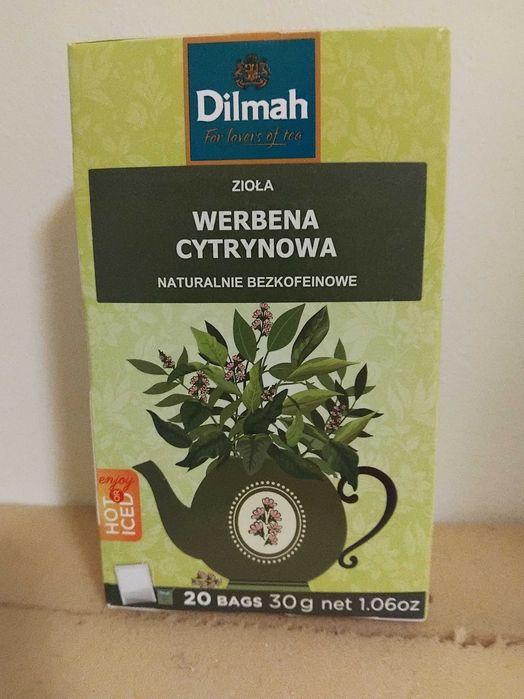 Dilmah
For lovers of tea
ZIOŁA
WERBENA
CYTRYNOWA
NATURALNIE BEZKOFEINOWE
enjoy
HOT
OR
ICED
20 BAGS 30g net 1.06oz